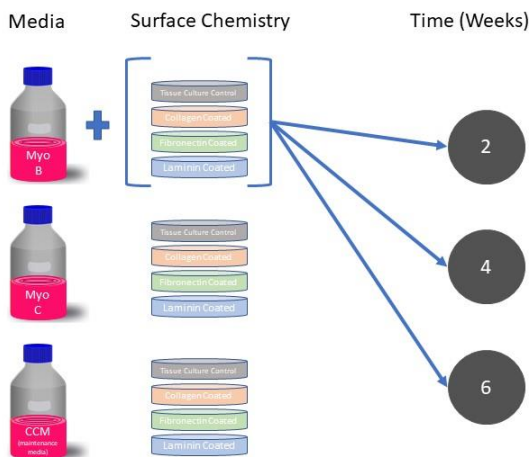 Media
Surface Chemistry
Time (Weeks)
Myo
B
Tissue Culture Control
Collagen Coated
Fibronectin Coated
Laminin Coated
2
Myo
C
Tissue Culture Control
Collagen Coated
Fibronectin Coated
Laminin Coated
4
CCM
(maintenance
media)
Tissue Culture Control
Collagen Coated
Fibronectin Coated
Laminin Coated
6